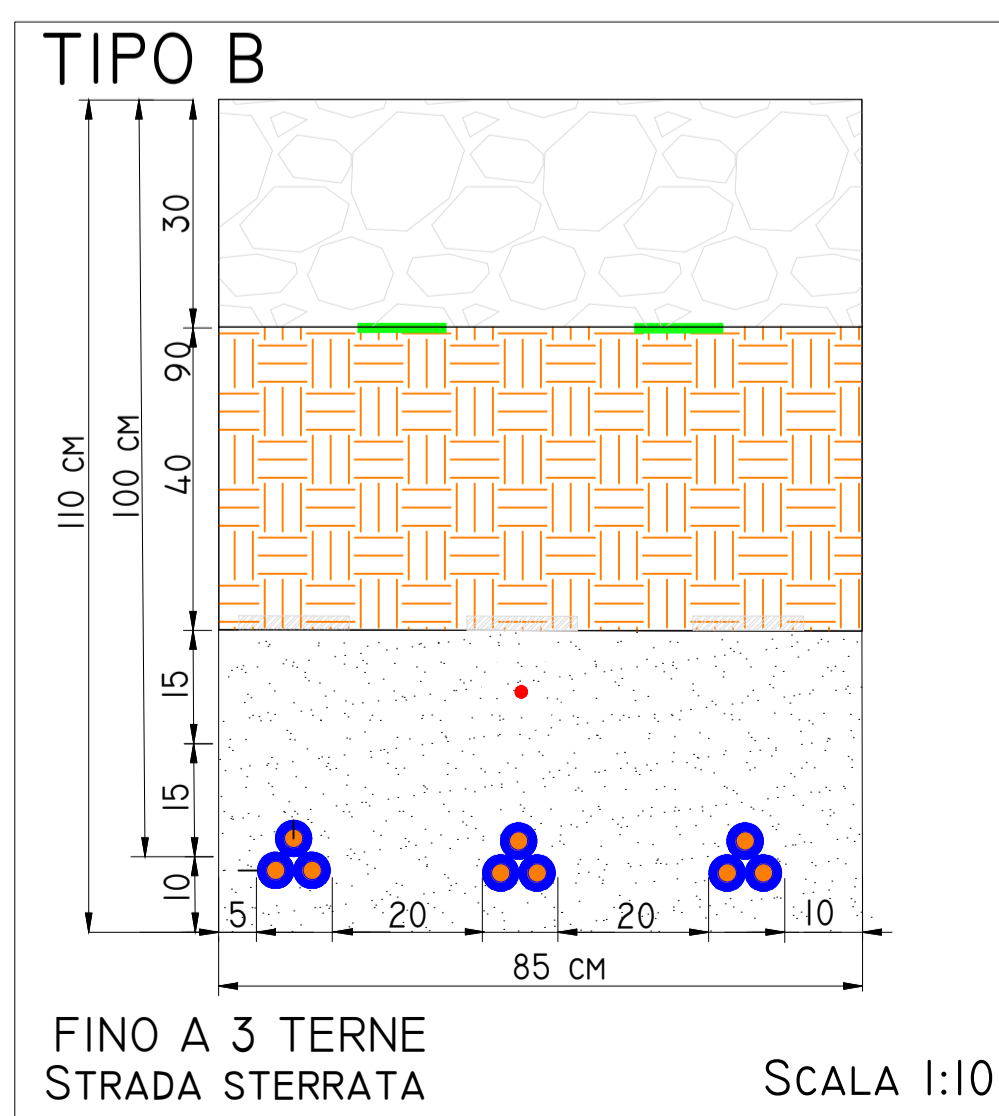 TIPO B
30
90
40
110 CM
100 CM
15
15
10
5
20
20
10
85 CM
FINO A 3 TERNE
STRADA STERRATA
SCALA 1:10